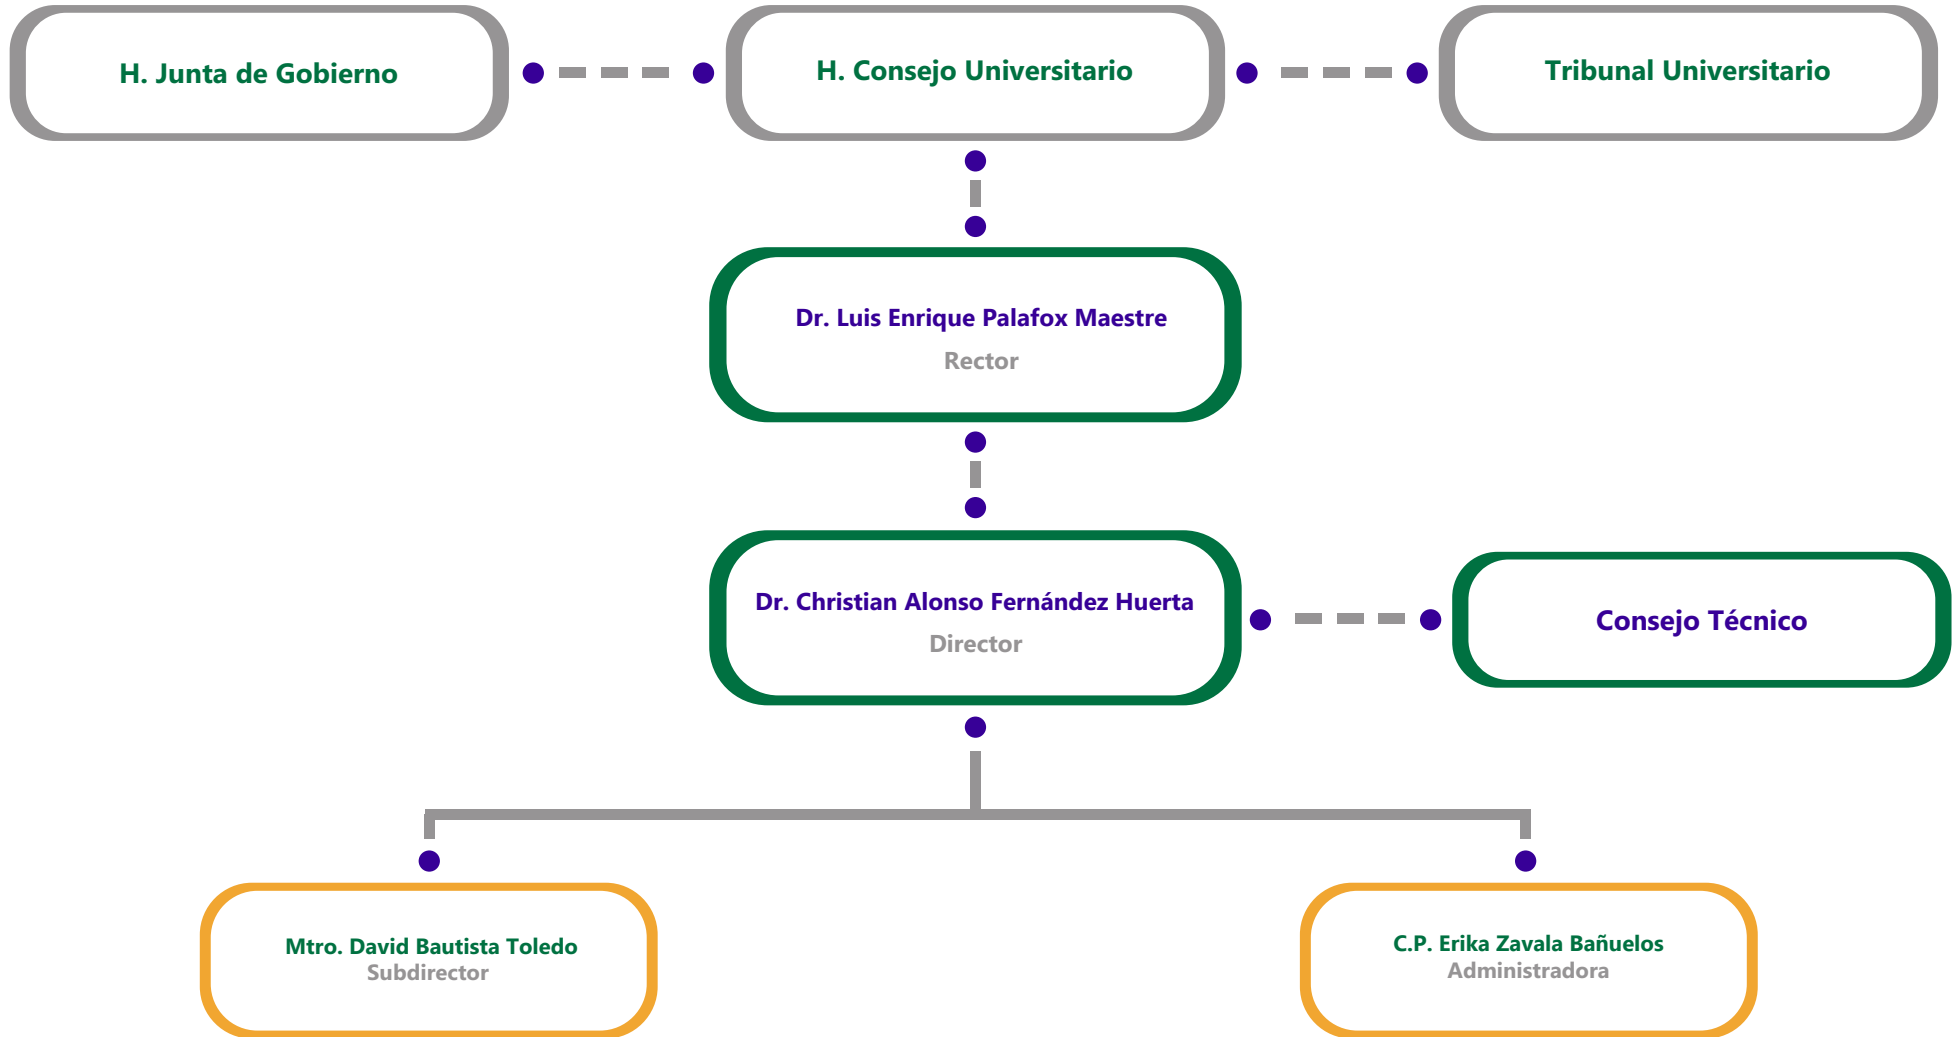 H. Junta de Gobierno
H. Consejo Universitario
Tribunal Universitario
Dr. Luis Enrique Palafox Maestre
Rector
Dr. Christian Alonso Fernández Huerta
Director
Consejo Técnico
Mtro. David Bautista Toledo
Subdirector
C.P. Erika Zavala Bañuelos
Administradora